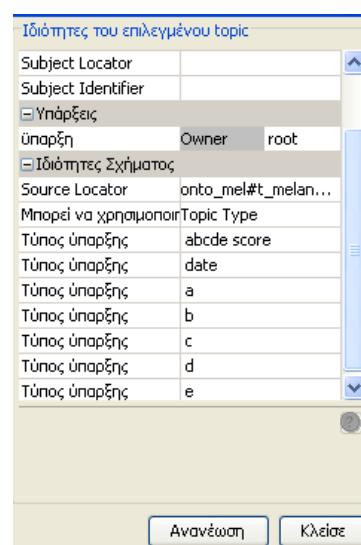 Ιδιότητες του επιλεγμένου topic
Subject Locator
Subject Identifier
Υπάρξεις
ύπαρξη Owner root
Ιδιότητες Σχήματος
Source Locator onto_mel#t_melan...
Μπορεί να χρησιμοποιη Topic Type
Τύπος ύπαρξης abcde score
Τύπος ύπαρξης date
Τύπος ύπαρξης a
Τύπος ύπαρξης b
Τύπος ύπαρξης c
Τύπος ύπαρξης d
Τύπος ύπαρξης e
Ανανέωση Κλείσε